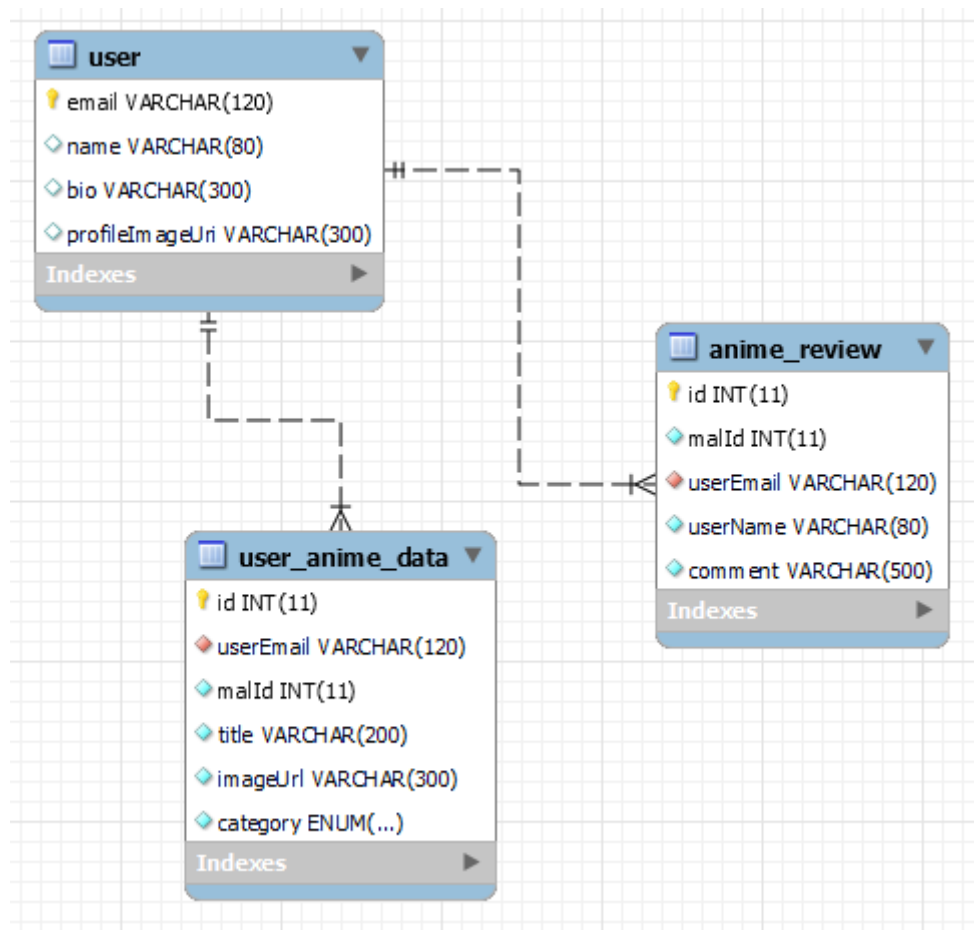 user
email VARCHAR(120)
name VARCHAR(80)
bio VARCHAR(300)
profileImageUri VARCHAR(300)
Indexes
anime_review
id INT(11)
malId INT(11)
userEmail VARCHAR(120)
userName VARCHAR(80)
comment VARCHAR(500)
Indexes
user_anime_data
id INT(11)
userEmail VARCHAR(120)
malId INT(11)
title VARCHAR(200)
imageUrl VARCHAR(300)
category ENUM(...)
Indexes